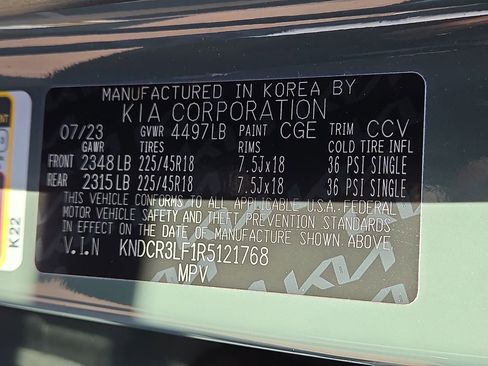 MANUFACTURED IN KOREA BY
KIA CORPORATION
07/23 GVWR 4497LB PAINT CGE TRIM CCV
GAWR TIRES RIMS COLD TIRE INFL
FRONT 2348LB 225/45R18 7.5Jx18 36 PSI SINGLE
REAR 2315LB 225/45R18 7.5Jx18 36 PSI SINGLE
THIS VEHICLE CONFORMS TO ALL APPLICABLE U.S.A. FEDERAL
MOTOR VEHICLE SAFETY AND THEFT PREVENTION STANDARDS
IN EFFECT ON THE DATE OF MANUFACTURE SHOWN ABOVE.
V.I.N KNDCR3LF1R5121768
MPV
K22